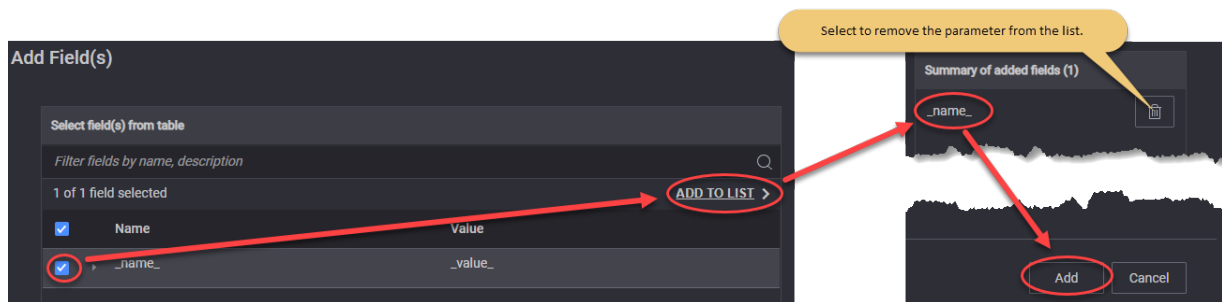 Select to remove the parameter from the list.
Add Field(s)
Select field(s) from table
Filter fields by name, description
1 of 1 field selected
ADD TO LIST >
Name Value
_name_ _value_
Summary of added fields (1)
_name_
Add Cancel